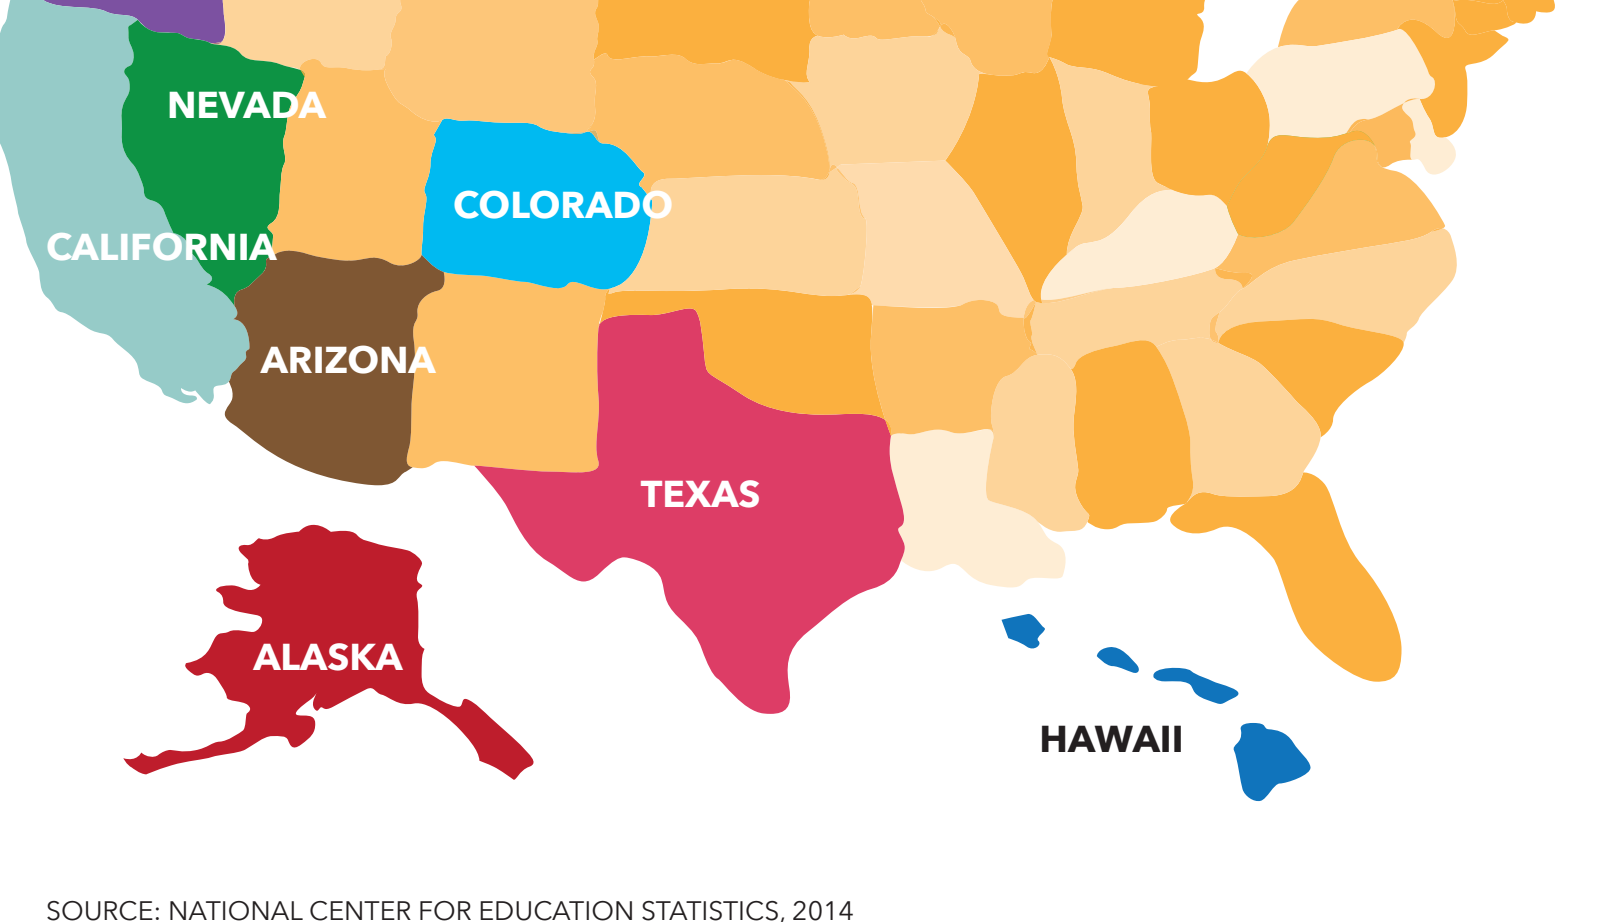 NEVADA
COLORADO
CALIFORNIA
ARIZONA
TEXAS
ALASKA
HAWAII
SOURCE: NATIONAL CENTER FOR EDUCATION STATISTICS, 2014